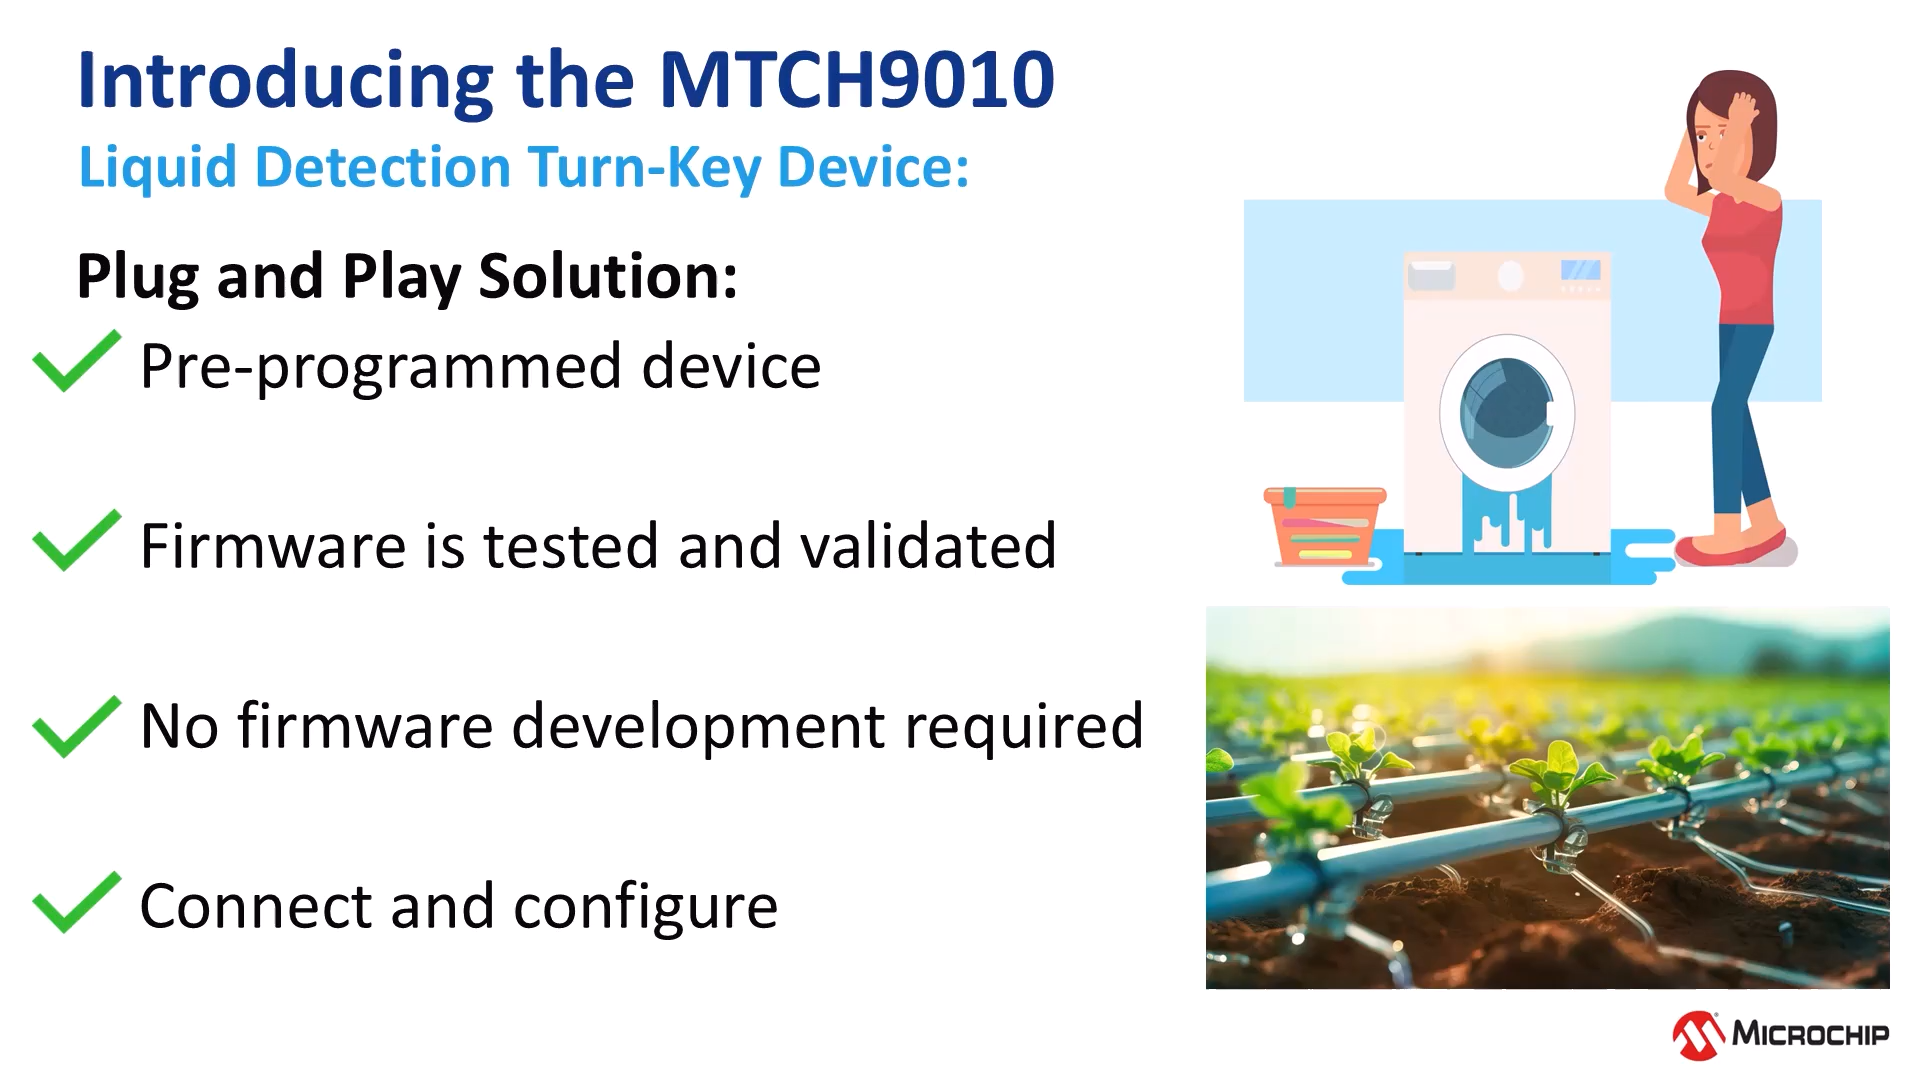 Introducing the MTCH9010
Liquid Detection Turn-Key Device:
Plug and Play Solution:
Pre-programmed device
Firmware is tested and validated
No firmware development required
Connect and configure
MICROCHIP